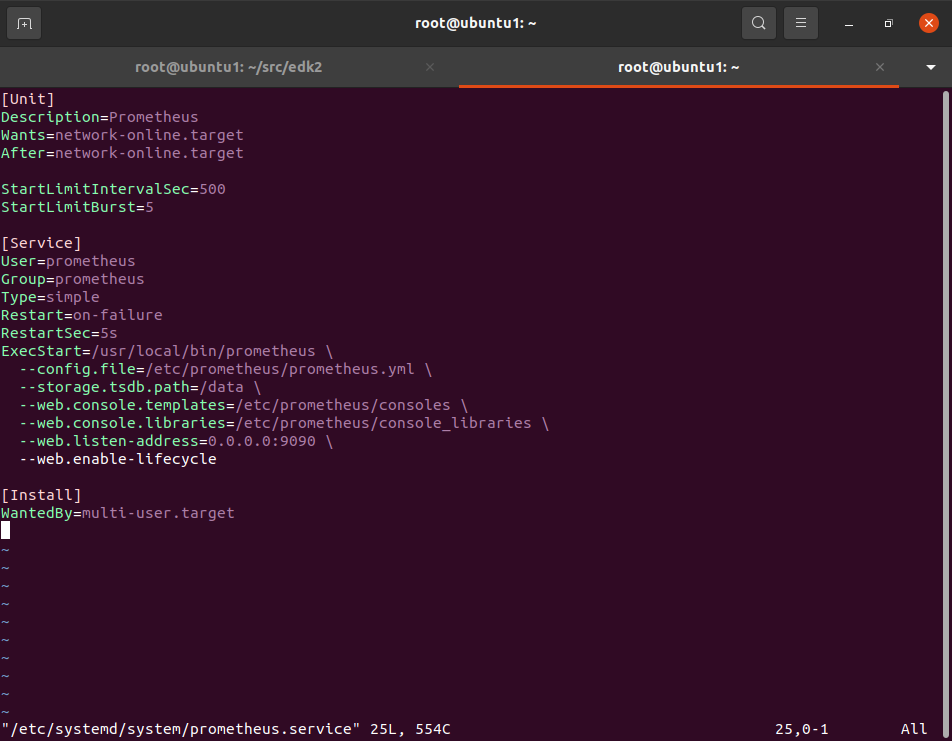 root@ubuntu1: ~
root@ubuntu1: ~/src/edk2
root@ubuntu1: ~
[Unit]
Description=Prometheus
Wants=network-online.target
After=network-online.target
StartLimitIntervalSec=500
StartLimitBurst=5
[Service]
User=prometheus
Group=prometheus
Type=simple
Restart=on-failure
RestartSec=5s
ExecStart=/usr/local/bin/prometheus \
  --config.file=/etc/prometheus/prometheus.yml \
  --storage.tsdb.path=/data \
  --web.console.templates=/etc/prometheus/consoles \
  --web.console.libraries=/etc/prometheus/console_libraries \
  --web.listen-address=0.0.0.0:9090 \
  --web.enable-lifecycle
[Install]
WantedBy=multi-user.target
~
~
~
~
~
~
~
~
~
~
"/etc/systemd/system/prometheus.service" 25L, 554C 25,0-1 All